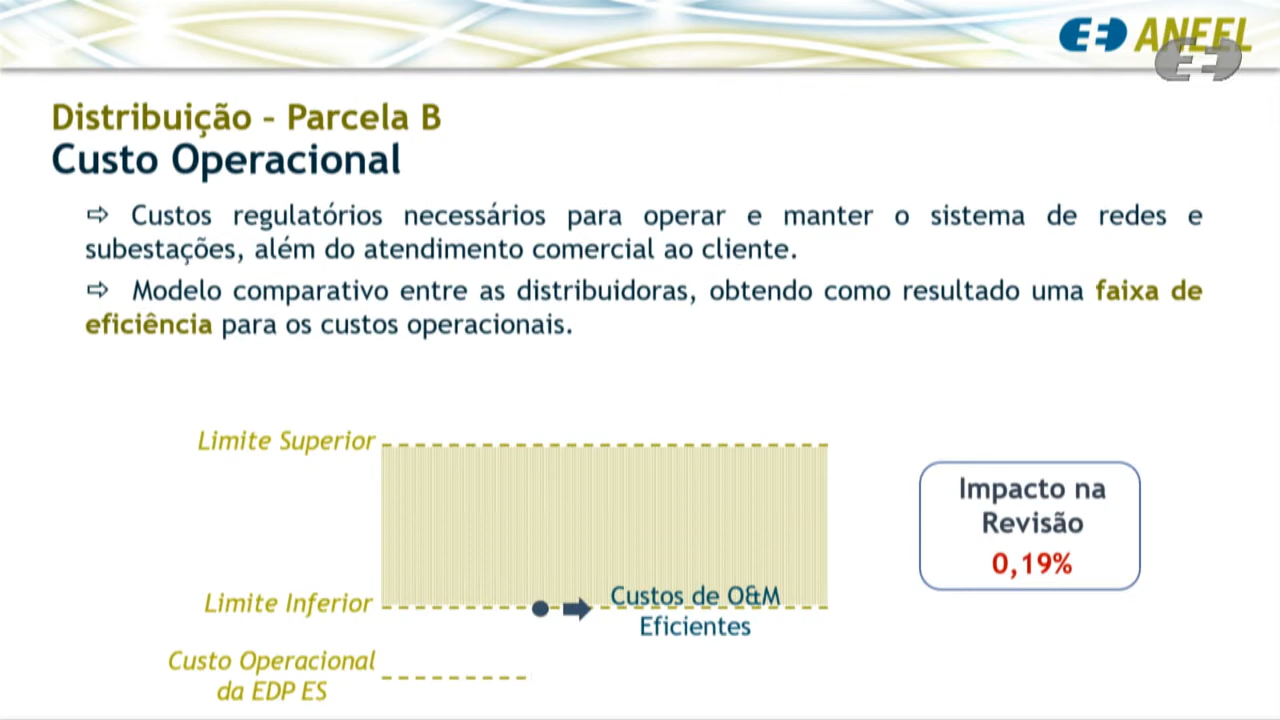 ANEEL
Distribuição – Parcela B
Custo Operacional
⇨ Custos regulatórios necessários para operar e manter o sistema de redes e
subestações, além do atendimento comercial ao cliente.
⇨ Modelo comparativo entre as distribuidoras, obtendo como resultado uma faixa de
eficiência para os custos operacionais.
Limite Superior
Impacto na
Revisão
0,19%
Limite Inferior
Custos de O&M
Eficientes
Custo Operacional
da EDP ES